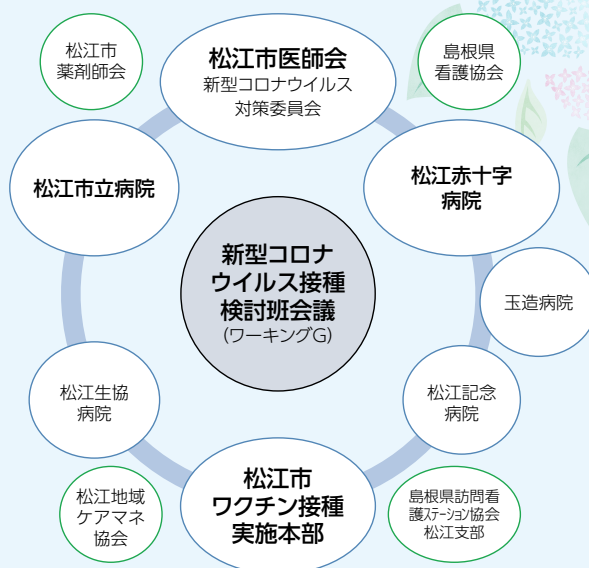 松江市
薬剤師会
松江市医師会
新型コロナウイルス
対策委員会
島根県
看護協会
松江市立病院
松江赤十字
病院
新型コロナ
ウイルス接種
検討班会議
(ワーキングG)
玉造病院
松江生協
病院
松江記念
病院
松江地域
ケアマネ
協会
松江市
ワクチン接種
実施本部
島根県訪問看
護ステーション協会
松江支部